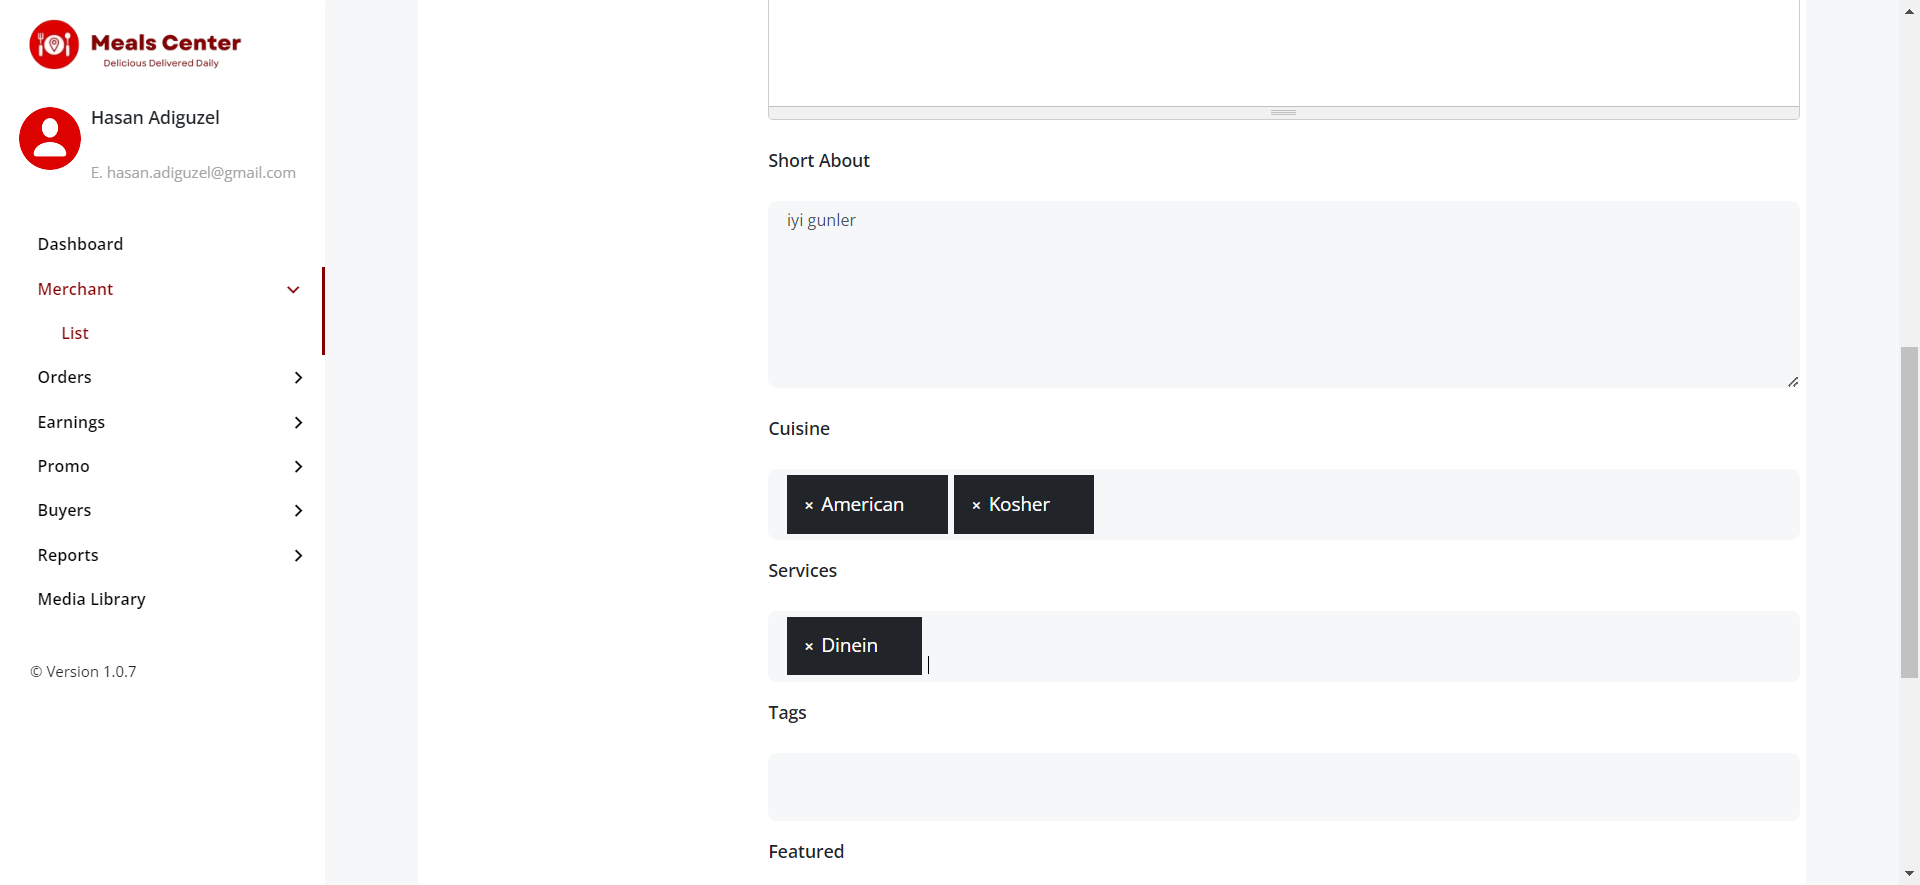 Meals Center
Delicious Delivered Daily
Hasan Adiguzel
E. hasan.adiguzel@gmail.com
Dashboard
Merchant
List
Orders
Earnings
Promo
Buyers
Reports
Media Library
© Version 1.0.7
Short About
iyi gunler
Cuisine
× American × Kosher
Services
× Dinein
Tags
Featured